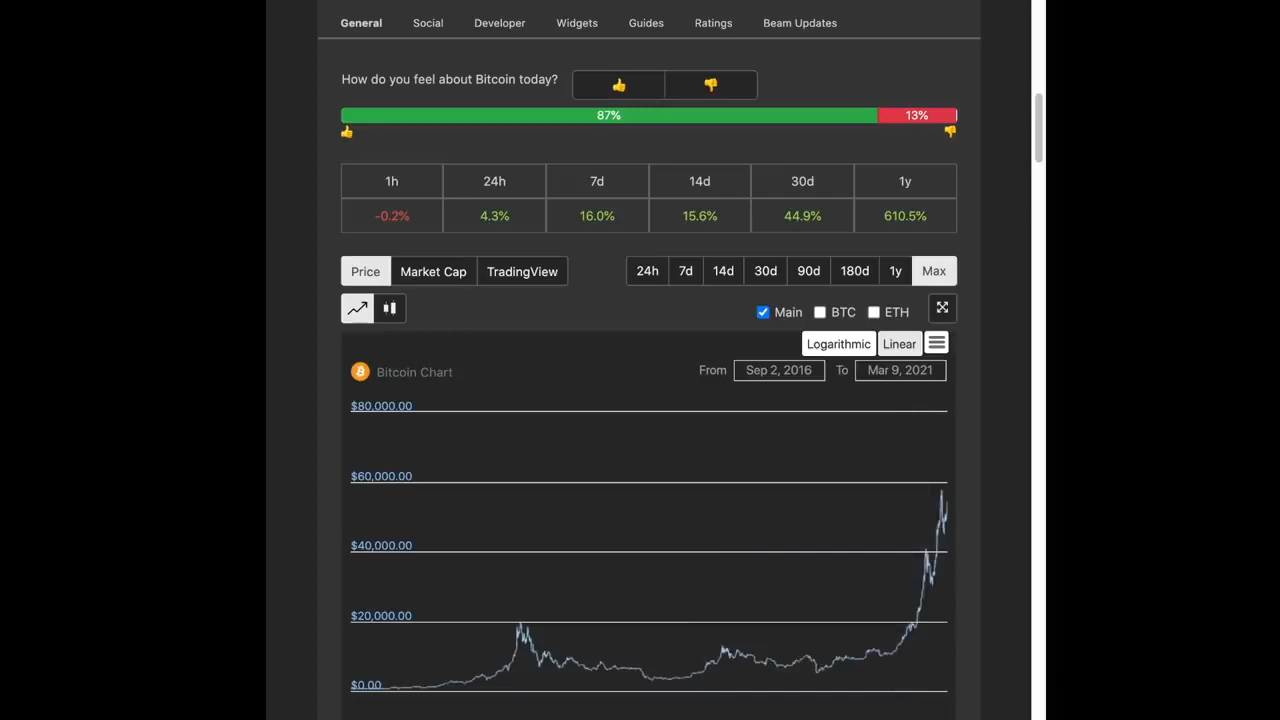 General Social Developer Widgets Guides Ratings Beam Updates
How do you feel about Bitcoin today? 👍 👎
87% 13%
👍 👎
1h 24h 7d 14d 30d 1y
-0.2% 4.3% 16.0% 15.6% 44.9% 610.5%
Price Market Cap TradingView 24h 7d 14d 30d 90d 180d 1y Max
Main BTC ETH
Logarithmic Linear
Bitcoin Chart From Sep 2, 2016 To Mar 9, 2021
$80,000.00
$60,000.00
$40,000.00
$20,000.00
$0.00